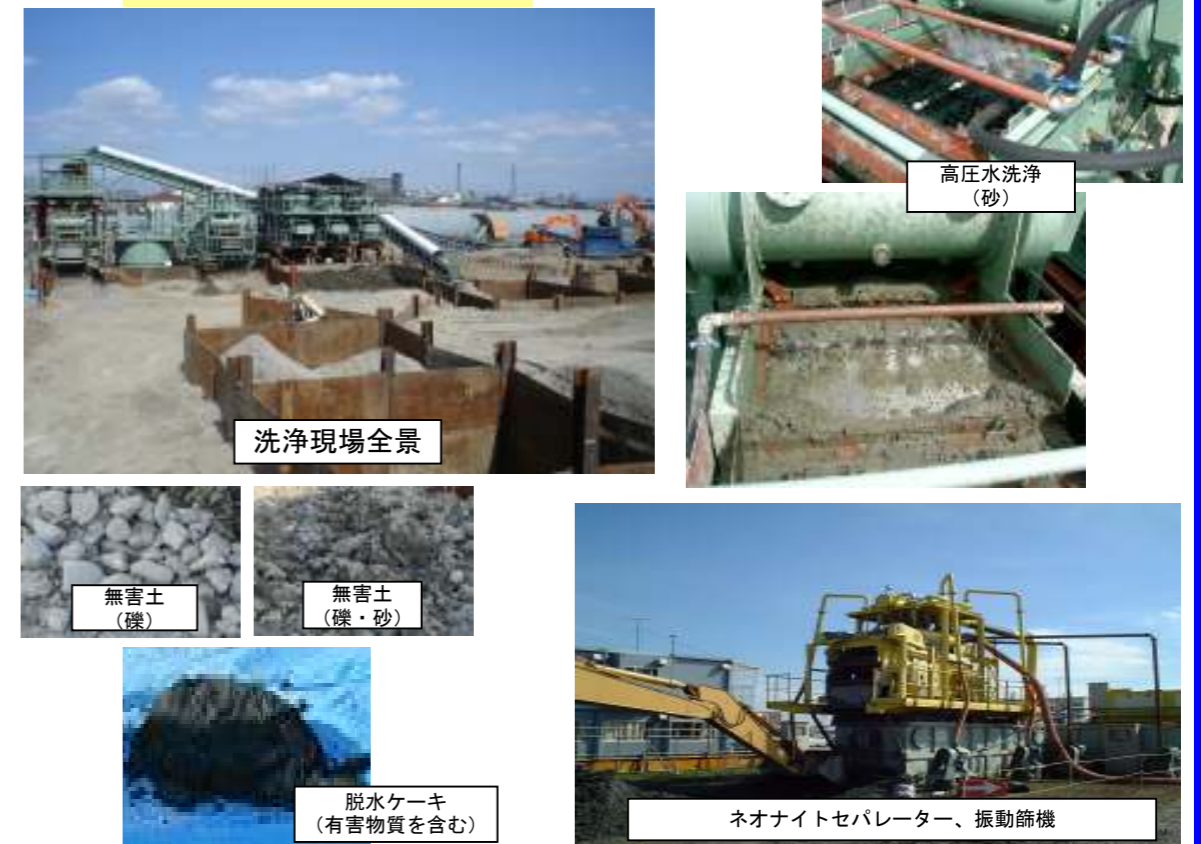 高圧水洗浄
（砂）
洗浄現場全景
無害土
（礫）
無害土
（礫・砂）
脱水ケーキ
（有害物質を含む）
ネオナイトセパレーター、振動篩機